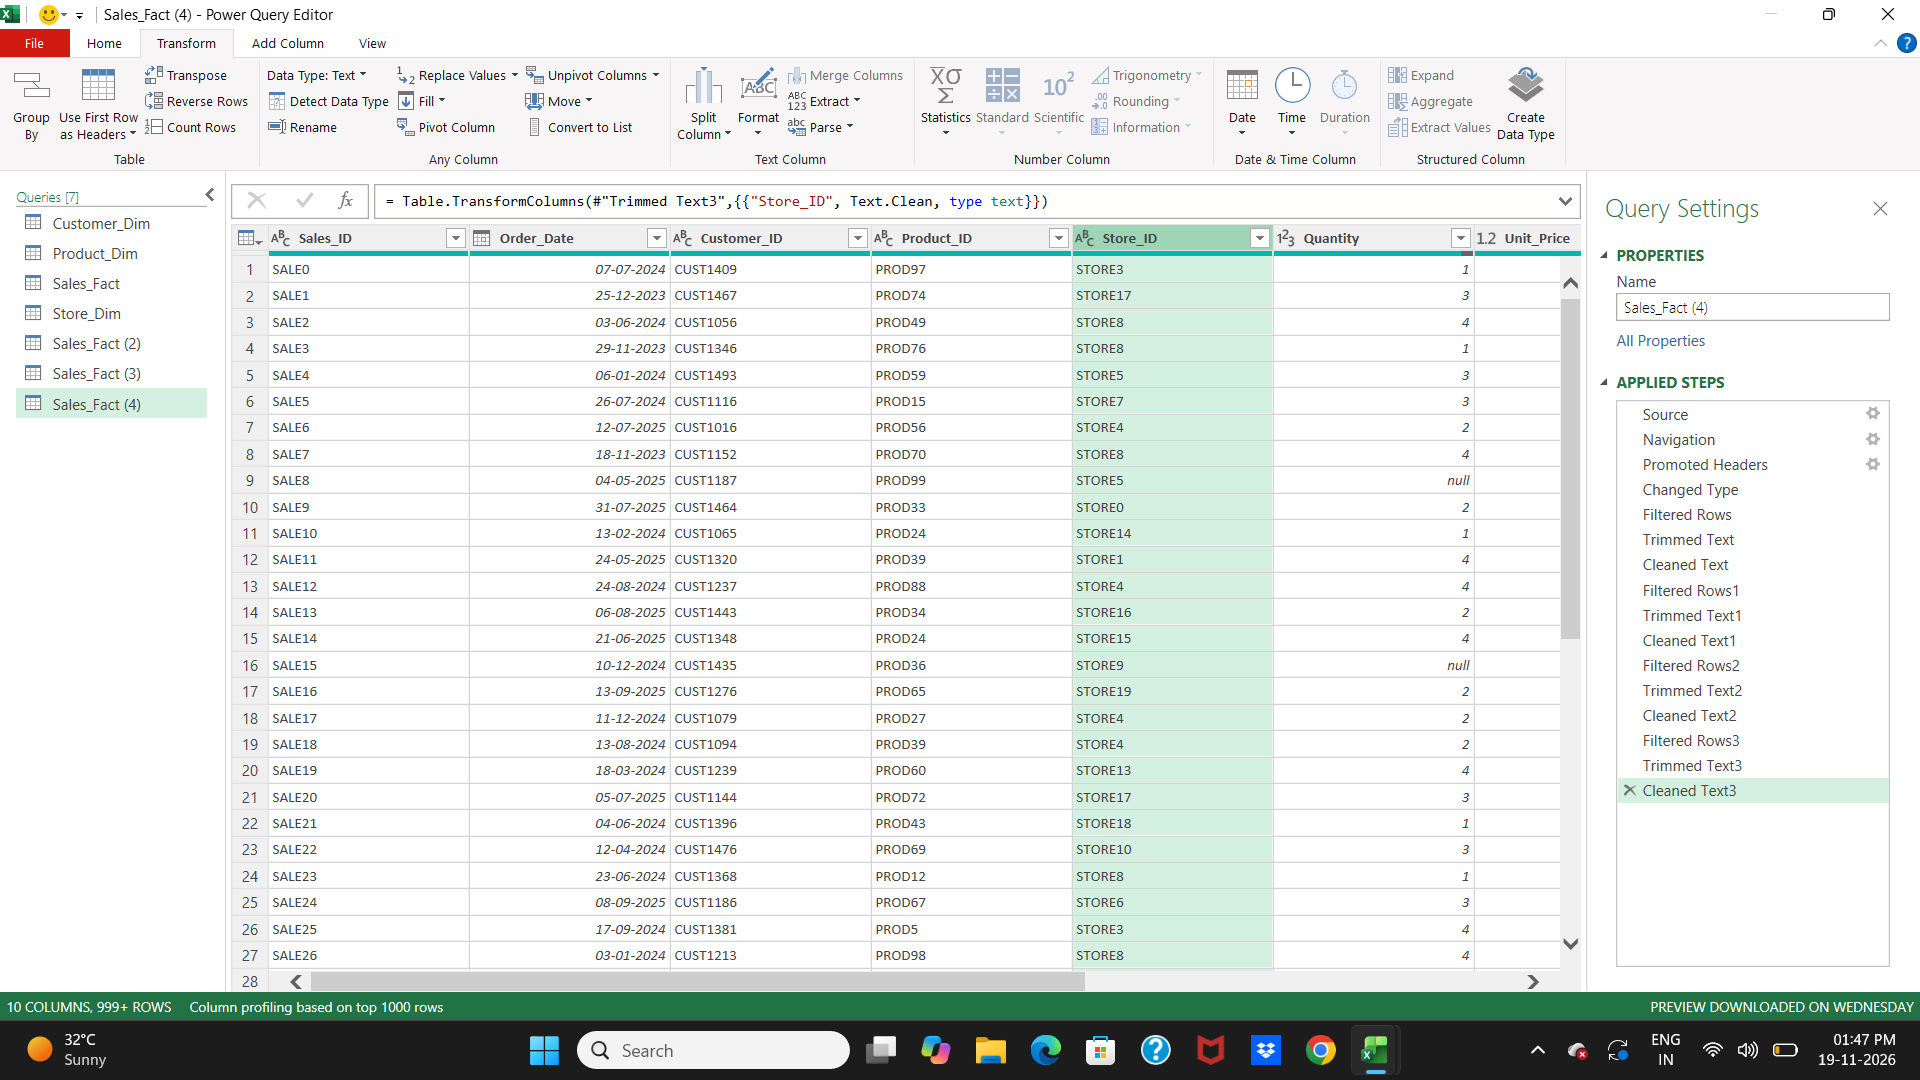 Sales_Fact (4) - Power Query Editor
File Home Transform Add Column View
Group By
Use First Row as Headers
Transpose
Reverse Rows
Count Rows
Table
Data Type: Text
Detect Data Type
Rename
Replace Values
Fill
Pivot Column
Unpivot Columns
Move
Convert to List
Any Column
Split Column
Format
Merge Columns
Extract
Parse
Text Column
Statistics
Standard
Scientific
Trigonometry
Rounding
Information
Number Column
Date
Time
Duration
Date & Time Column
Expand
Aggregate
Extract Values
Create Data Type
Structured Column
Queries [7]
Customer_Dim
Product_Dim
Sales_Fact
Store_Dim
Sales_Fact (2)
Sales_Fact (3)
Sales_Fact (4)
fx = Table.TransformColumns(#"Trimmed Text3",{{"Store_ID", Text.Clean, type text}})
Sales_ID Order_Date Customer_ID Product_ID Store_ID Quantity 1.2 Unit_Price
1 SALE0 07-07-2024 CUST1409 PROD97 STORE3 1
2 SALE1 25-12-2023 CUST1467 PROD74 STORE17 3
3 SALE2 03-06-2024 CUST1056 PROD49 STORE8 4
4 SALE3 29-11-2023 CUST1346 PROD76 STORE8 1
5 SALE4 06-01-2024 CUST1493 PROD59 STORE5 3
6 SALE5 26-07-2024 CUST1116 PROD15 STORE7 3
7 SALE6 12-07-2025 CUST1016 PROD56 STORE4 2
8 SALE7 18-11-2023 CUST1152 PROD70 STORE8 4
9 SALE8 04-05-2025 CUST1187 PROD99 STORE5 null
10 SALE9 31-07-2025 CUST1464 PROD33 STORE0 2
11 SALE10 13-02-2024 CUST1065 PROD24 STORE14 1
12 SALE11 24-05-2025 CUST1320 PROD39 STORE1 4
13 SALE12 24-08-2024 CUST1237 PROD88 STORE4 4
14 SALE13 06-08-2025 CUST1443 PROD34 STORE16 2
15 SALE14 21-06-2025 CUST1348 PROD24 STORE15 4
16 SALE15 10-12-2024 CUST1435 PROD36 STORE9 null
17 SALE16 13-09-2025 CUST1276 PROD65 STORE19 2
18 SALE17 11-12-2024 CUST1079 PROD27 STORE4 2
19 SALE18 13-08-2024 CUST1094 PROD39 STORE4 2
20 SALE19 18-03-2024 CUST1239 PROD60 STORE13 4
21 SALE20 05-07-2025 CUST1144 PROD72 STORE17 3
22 SALE21 04-06-2024 CUST1396 PROD43 STORE18 1
23 SALE22 12-04-2024 CUST1476 PROD69 STORE10 3
24 SALE23 23-06-2024 CUST1368 PROD12 STORE8 1
25 SALE24 08-09-2025 CUST1186 PROD67 STORE6 3
26 SALE25 17-09-2024 CUST1381 PROD5 STORE3 4
27 SALE26 03-01-2024 CUST1213 PROD98 STORE8 4
28
Query Settings
PROPERTIES
Name
Sales_Fact (4)
All Properties
APPLIED STEPS
Source
Navigation
Promoted Headers
Changed Type
Filtered Rows
Trimmed Text
Cleaned Text
Filtered Rows1
Trimmed Text1
Cleaned Text1
Filtered Rows2
Trimmed Text2
Cleaned Text2
Filtered Rows3
Trimmed Text3
Cleaned Text3
10 COLUMNS, 999+ ROWS Column profiling based on top 1000 rows PREVIEW DOWNLOADED ON WEDNESDAY
32°C
Sunny
Search
ENG
IN
01:47 PM
19-11-2026